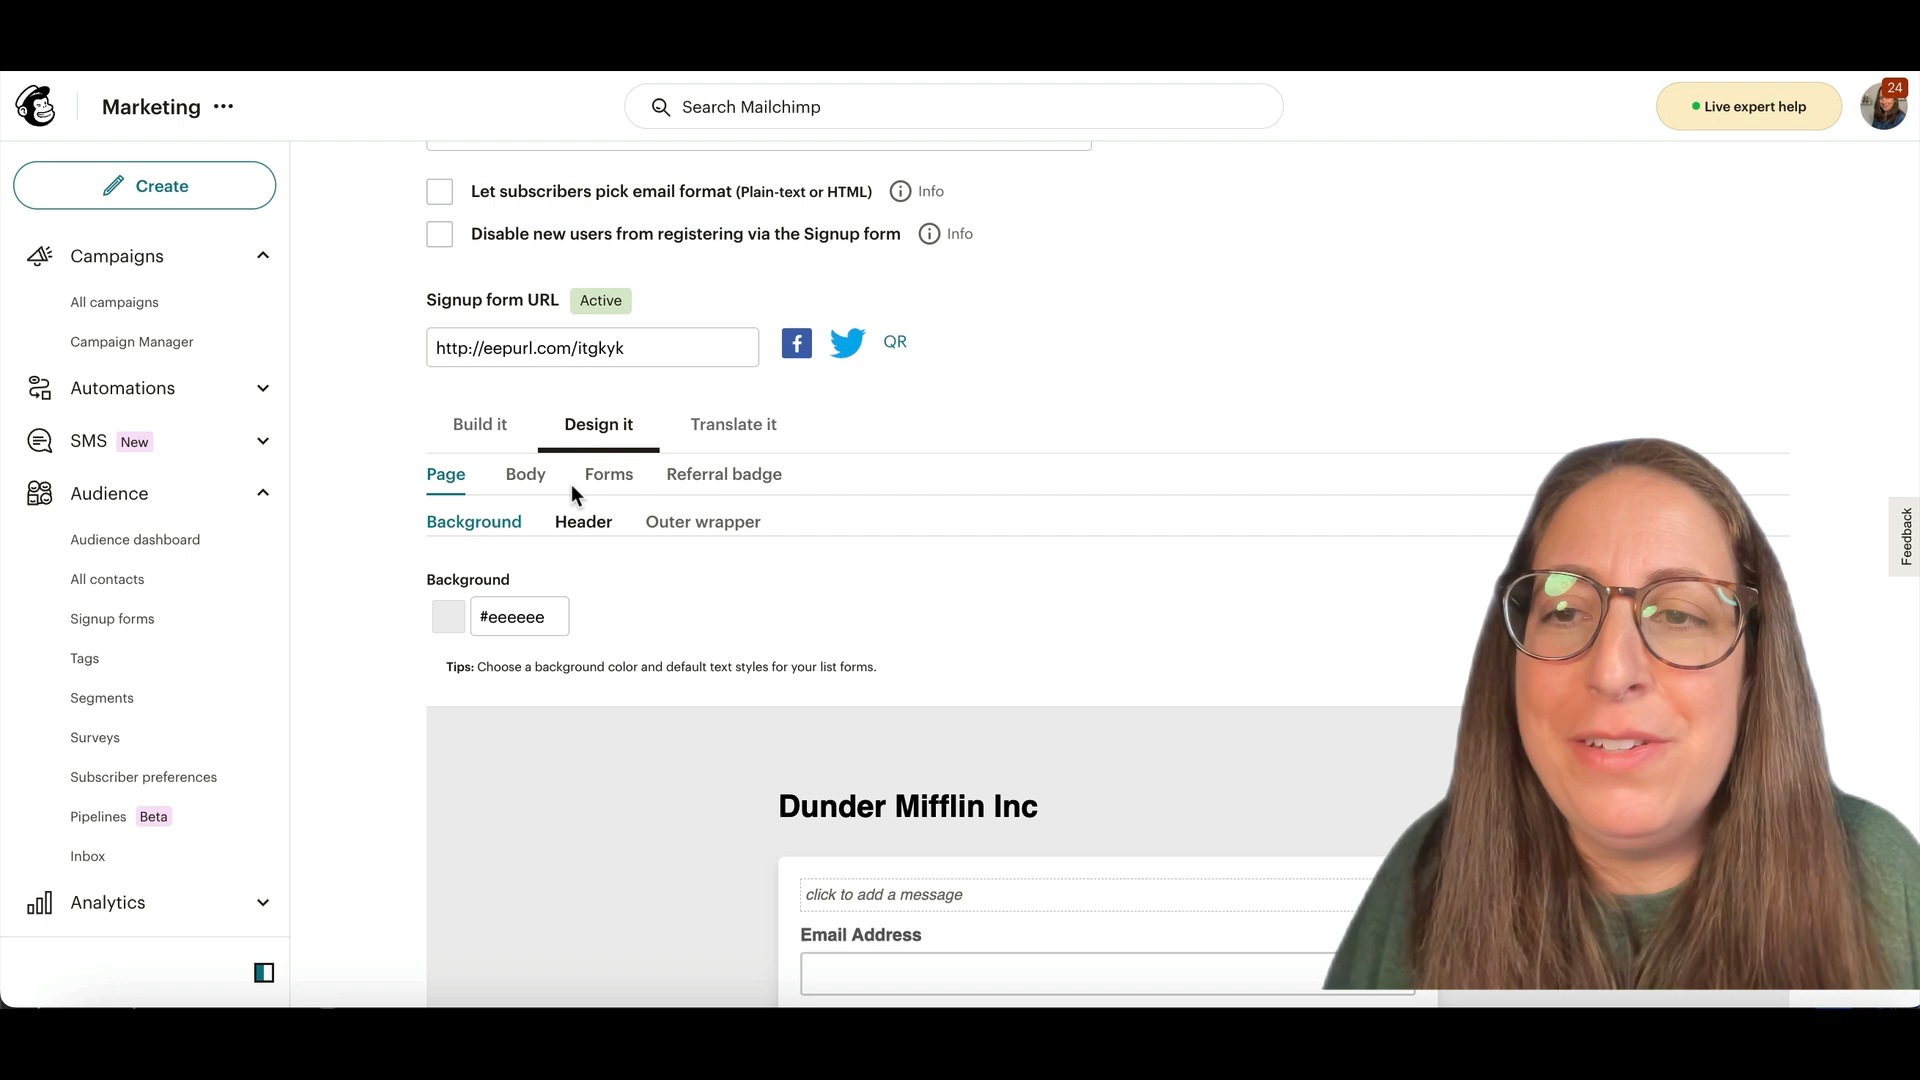 Marketing
Search Mailchimp
Live expert help
24
Create
Campaigns
All campaigns
Campaign Manager
Automations
SMS New
Audience
Audience dashboard
All contacts
Signup forms
Tags
Segments
Surveys
Subscriber preferences
Pipelines Beta
Inbox
Analytics
Let subscribers pick email format (Plain-text or HTML) Info
Disable new users from registering via the Signup form Info
Signup form URL Active
http://eepurl.com/itgkyk QR
Build it Design it Translate it
Page Body Forms Referral badge
Background Header Outer wrapper
Background
#eeeeee
Tips: Choose a background color and default text styles for your list forms.
Dunder Mifflin Inc
click to add a message
Email Address
Feedback